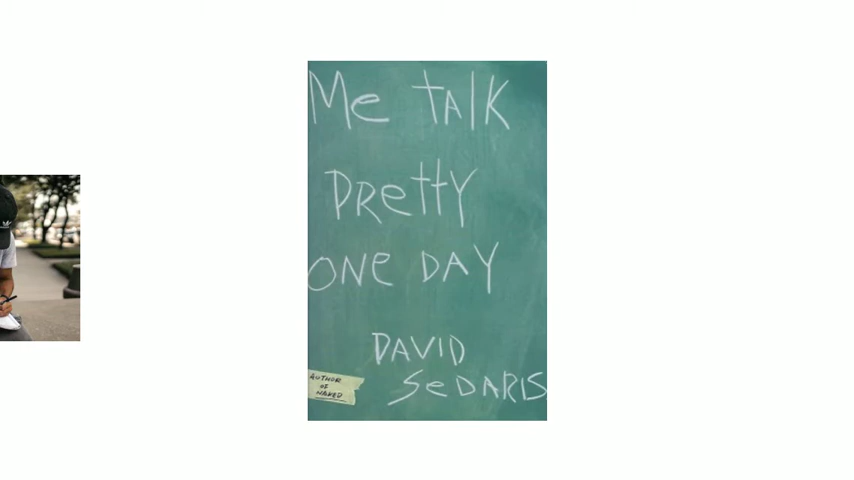 Me talk
pretty
one day
David
Sedaris
Author
of
Naked